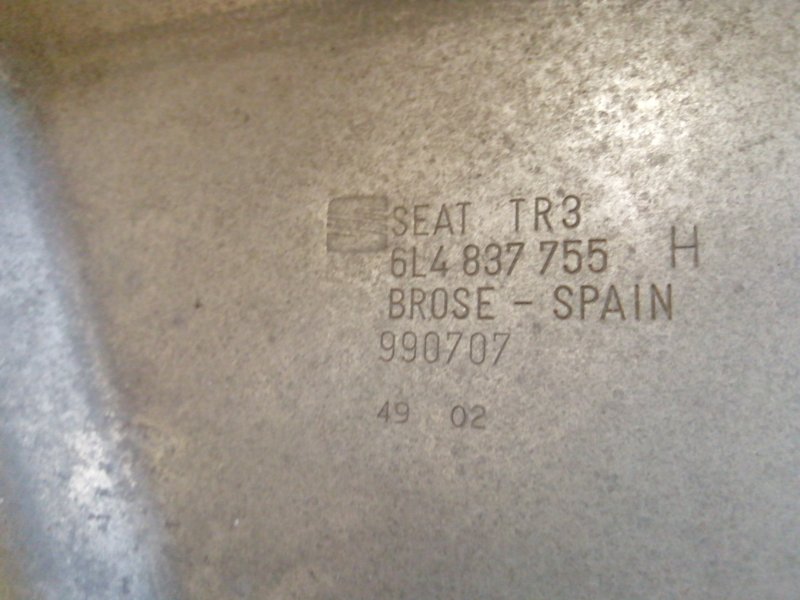 SEAT TR3
6L4 837 755 H
BROSE - SPAIN
990707
49 02